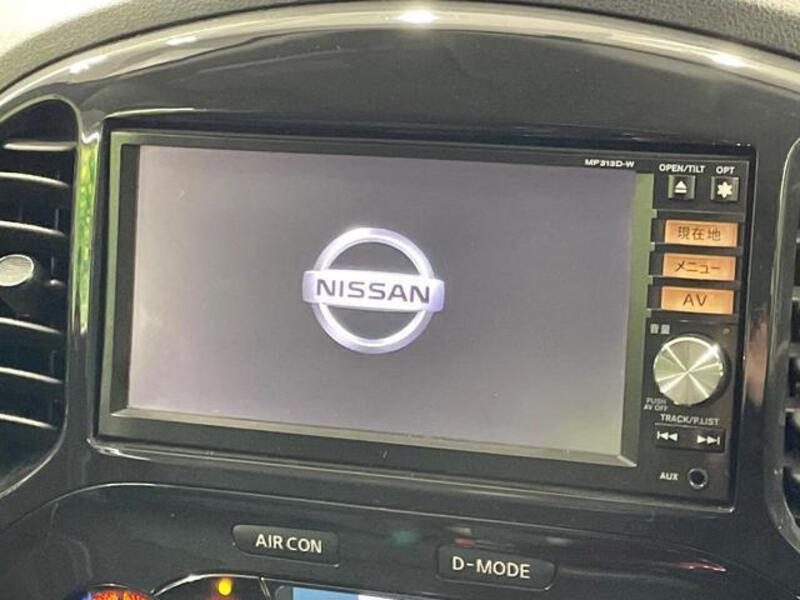 MP313D-W
OPEN/TILT OPT
現在地
メニュー
AV
音量
NISSAN
PUSH
AV OFF
TRACK/P.LIST
AUX
AIR CON
D-MODE